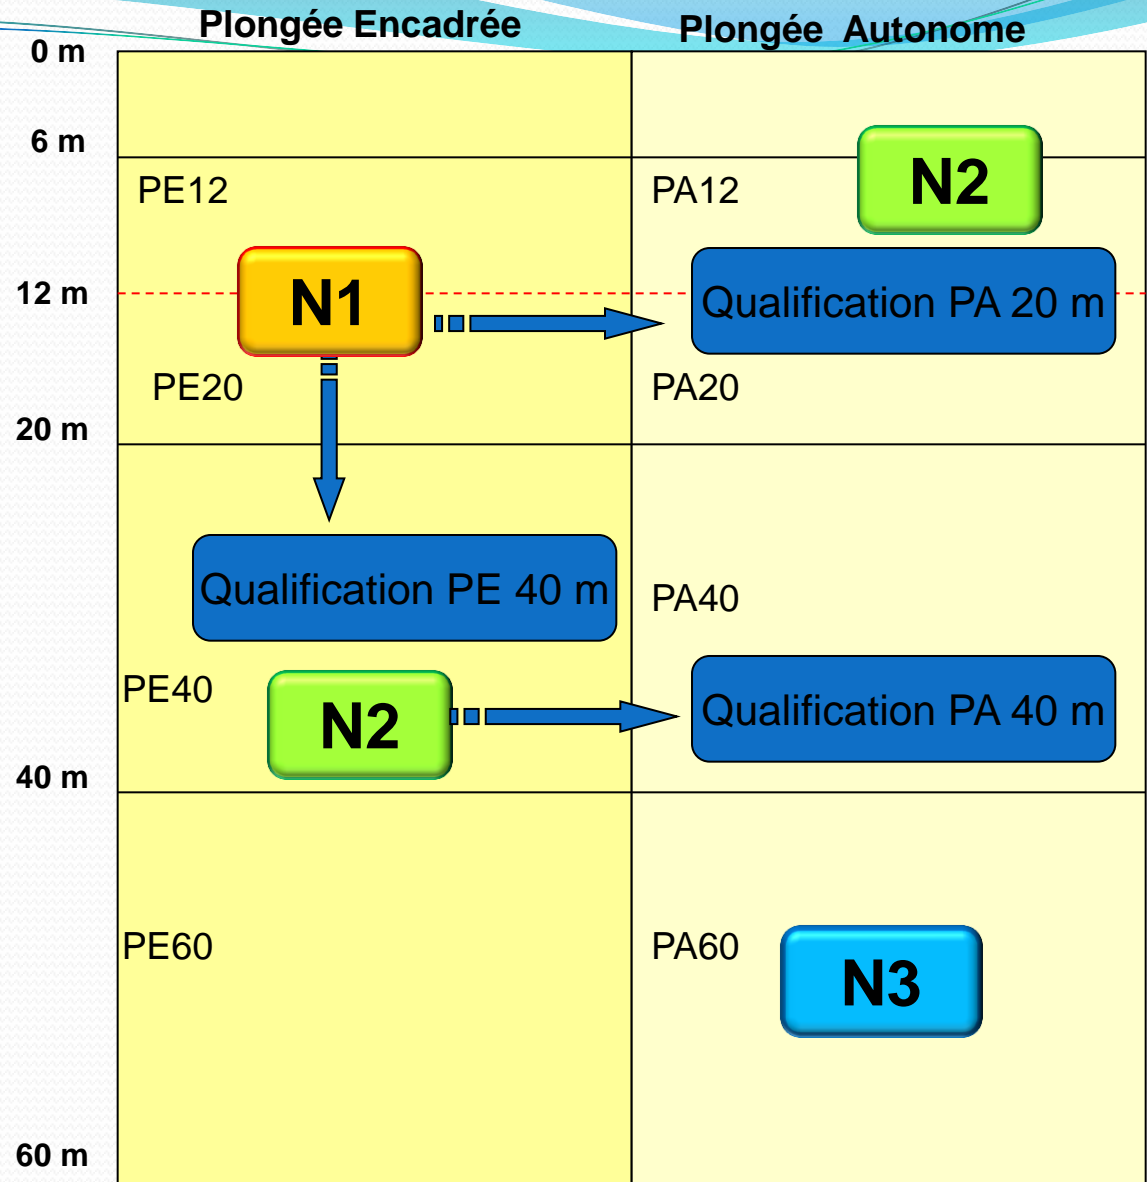 Plongée Encadrée
Plongée Autonome
0 m
6 m
N2
PE12
PA12
N1
Qualification PA 20 m
12 m
PE20
PA20
20 m
Qualification PE 40 m
PA40
PE40
N2
Qualification PA 40 m
40 m
PE60
PA60
N3
60 m